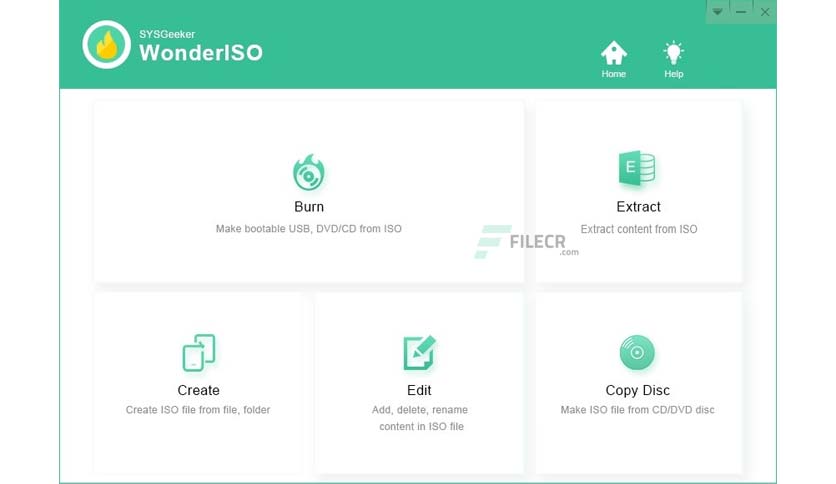 SYSGeeker
WonderISO
Home
Help
Burn
Make bootable USB, DVD/CD from ISO
E
Extract
Extract content from ISO
FILECR
.com
Create
Create ISO file from file, folder
Edit
Add, delete, rename
content in ISO file
Copy Disc
Make ISO file from CD/DVD disc